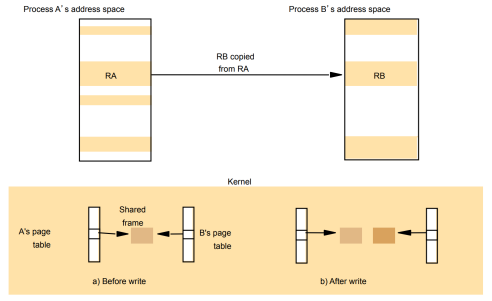 Process A's address space
Process B's address space
RB copied
from RA
RA
RB
Kernel
Shared
frame
A's page
table
B's page
table
a) Before write
b) After write